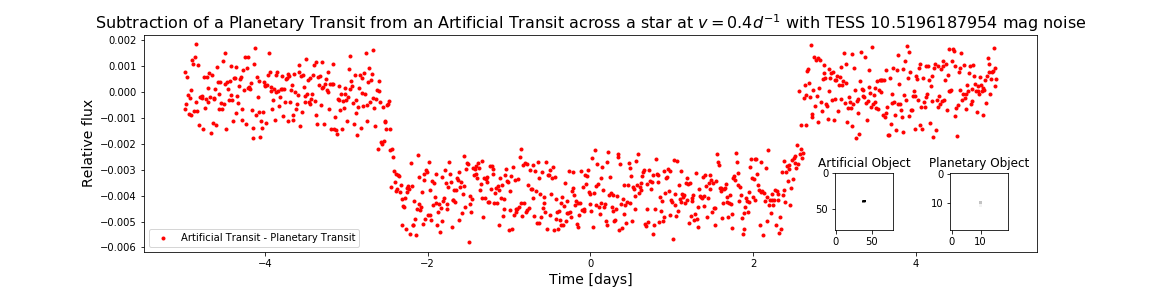 Subtraction of a Planetary Transit from an Artificial Transit across a star at v = 0.4d⁻¹ with TESS 10.5196187954 mag noise
Relative flux
0.002
0.001
0.000
−0.001
−0.002
−0.003
−0.004
−0.005
−0.006
Artificial Transit - Planetary Transit
Artificial Object
0
50
0 50
Planetary Object
0
10
0 10
−4 −2 0 2 4
Time [days]